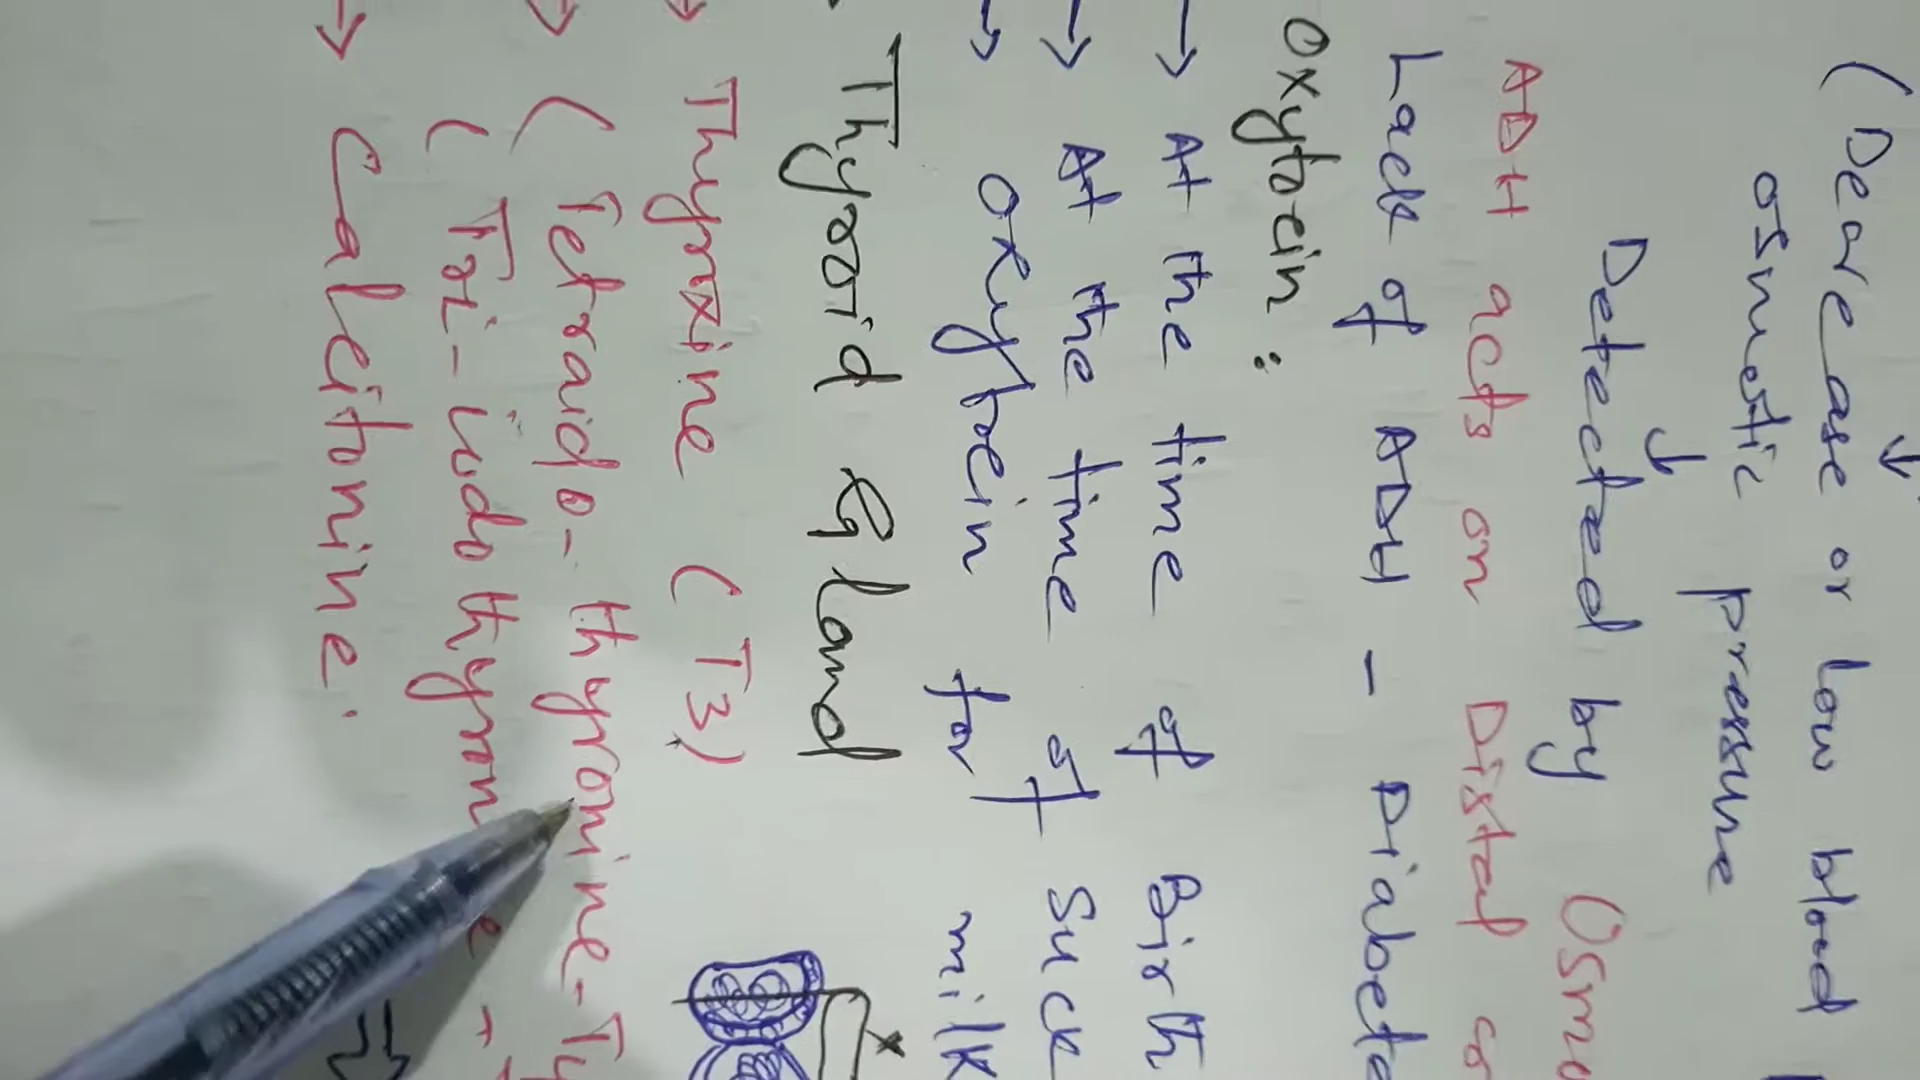 (Decrease or low blood
osmotic pressure
Detected by Osmo
ADH acts on Distal co
Lack of ADH - Diabete
Oxytocin:
→ At the time of Birth
→ At the time of Suck
→ Oxytocin for milk
Thyroid Gland
→ Thyroxine (T3)
→ (Tetraido-thyronine-T4
(Tri-iodothyronine -
→ Calcitonine.